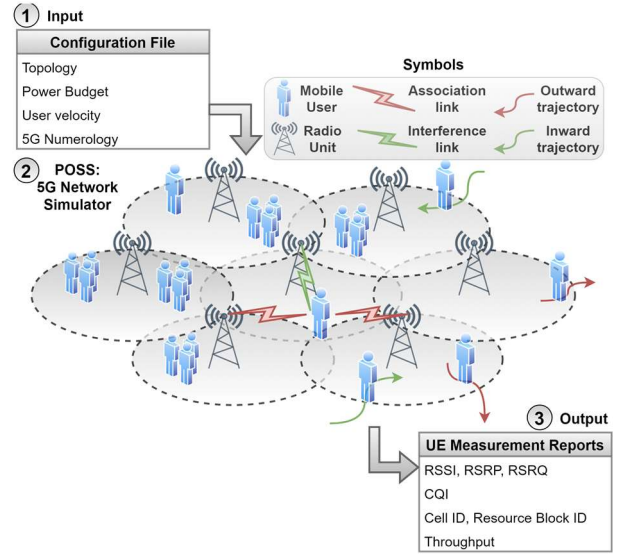 1 Input
Configuration File
Topology
Power Budget
User velocity
5G Numerology
Symbols
Mobile User
Association link
Outward trajectory
Radio Unit
Interference link
Inward trajectory
2 POSS:
5G Network
Simulator
3 Output
UE Measurement Reports
RSSI, RSRP, RSRQ
CQI
Cell ID, Resource Block ID
Throughput